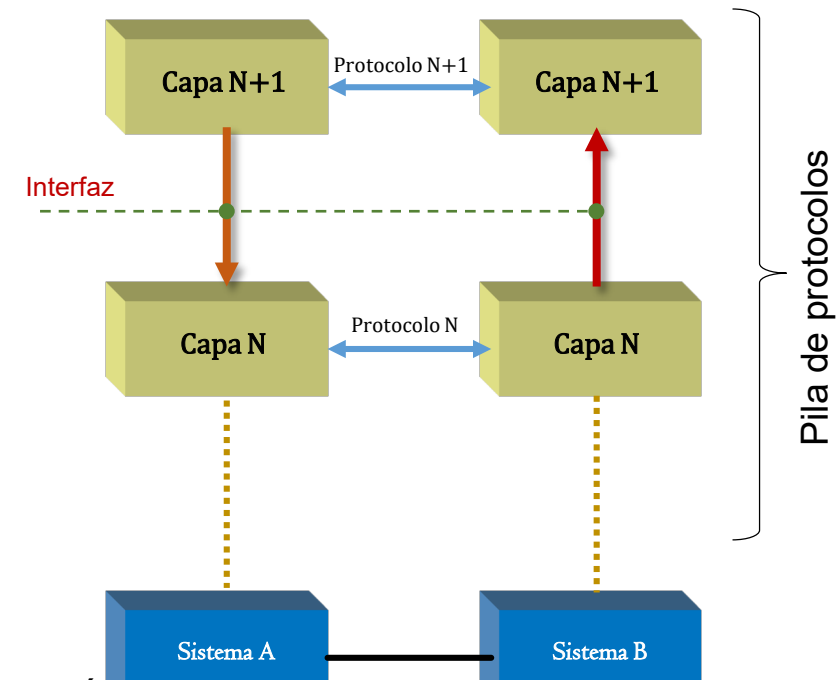 Capa N+1
Protocolo N+1
Capa N+1
Interfaz
Capa N
Protocolo N
Capa N
Pila de protocolos
Sistema A
Sistema B